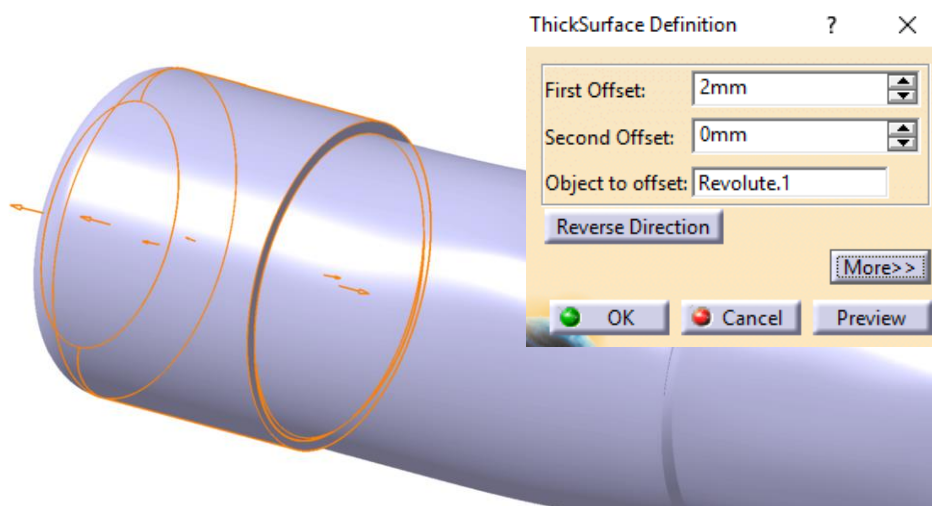 ThickSurface Definition ? ×
First Offset: 2mm
Second Offset: 0mm
Object to offset: Revolute.1
Reverse Direction
More>>
OK Cancel Preview